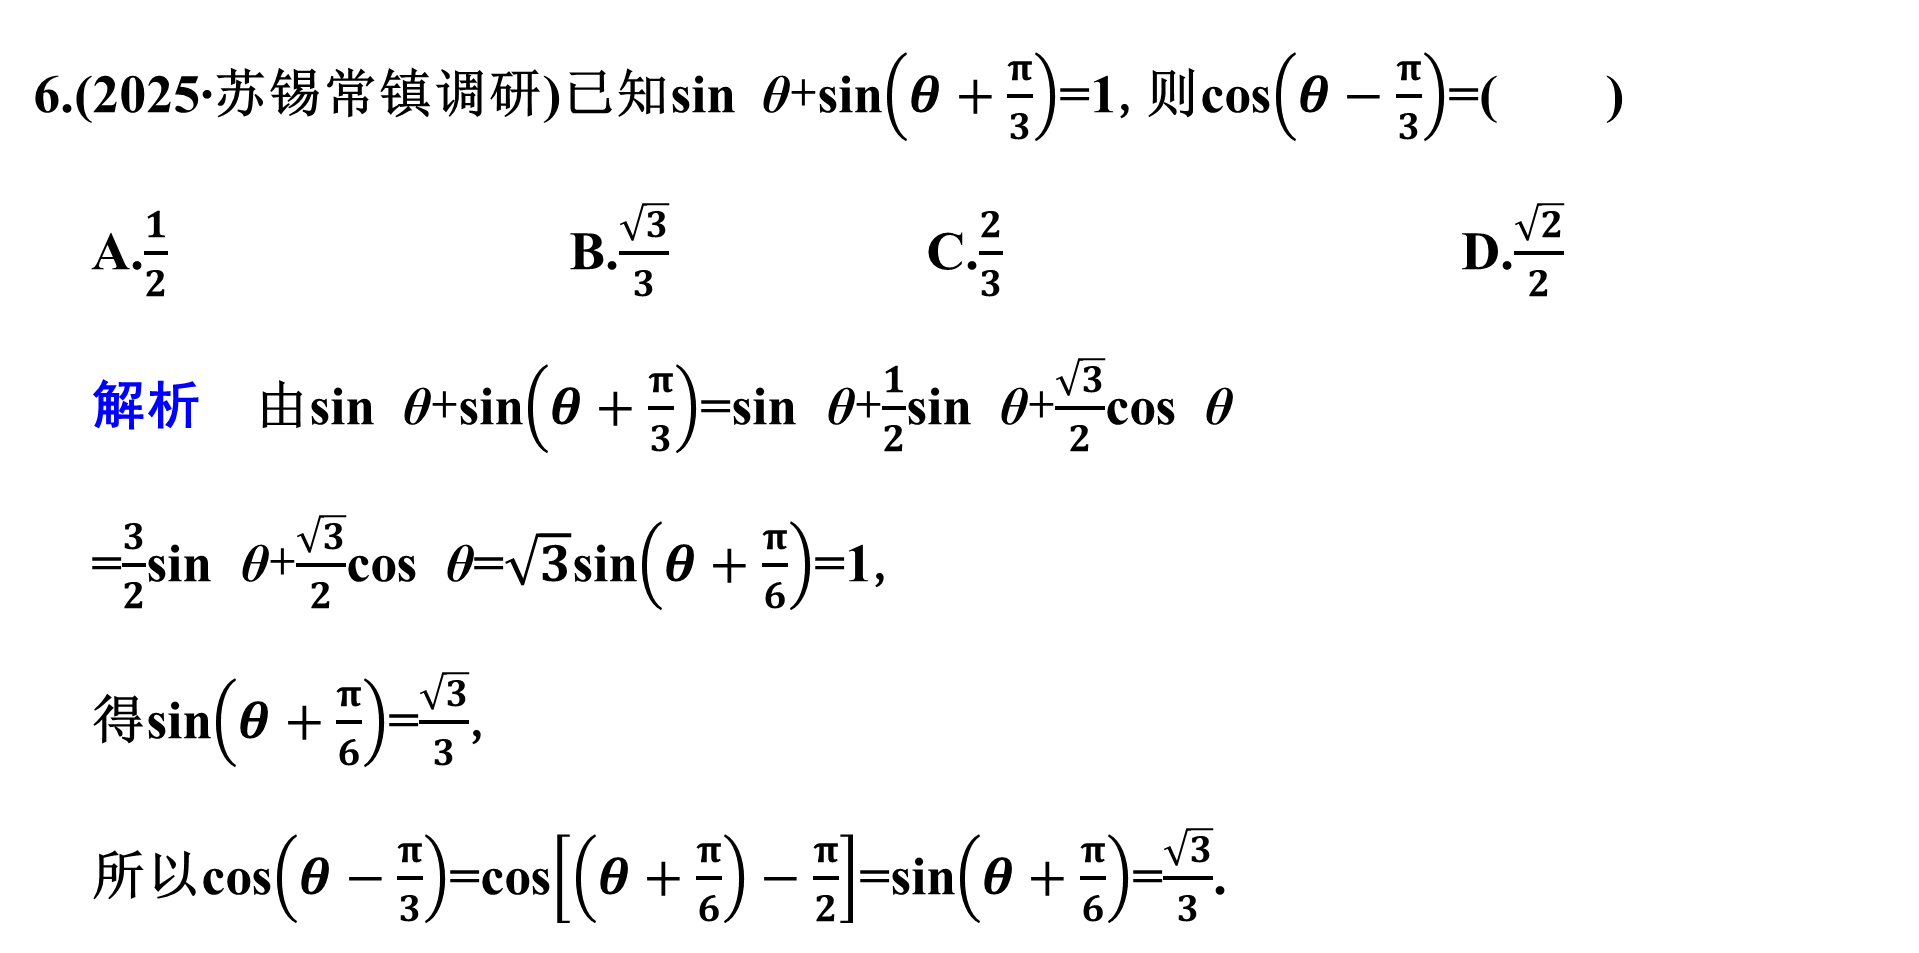 6.(2025·苏锡常镇调研)已知sin θ+sin(θ + π/3)=1, 则cos(θ − π/3)=(  )
A.1/2 B.√3/3 C.2/3 D.√2/2
解析 由sin θ+sin(θ + π/3)=sin θ+1/2sin θ+√3/2cos θ
=3/2sin θ+√3/2cos θ=√3sin(θ + π/6)=1,
得sin(θ + π/6)=√3/3,
所以cos(θ − π/3)=cos[(θ + π/6) − π/2]=sin(θ + π/6)=√3/3.